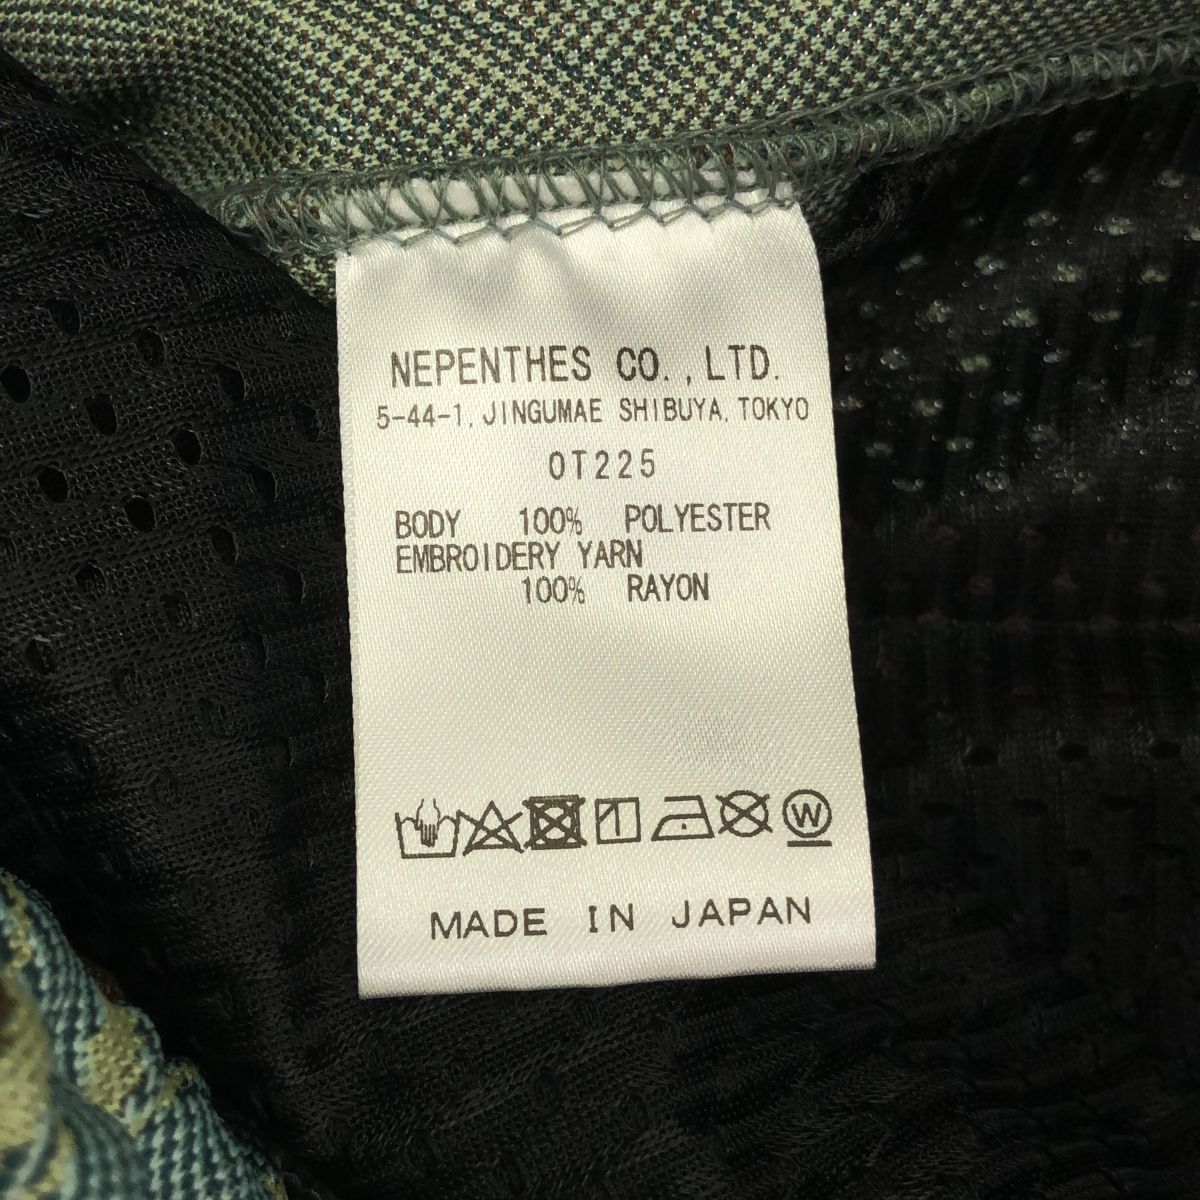 NEPENTHES CO.,LTD.
5-44-1, JINGUMAE SHIBUYA, TOKYO
OT225
BODY 100% POLYESTER
EMBROIDERY YARN
100% RAYON
W
MADE IN JAPAN